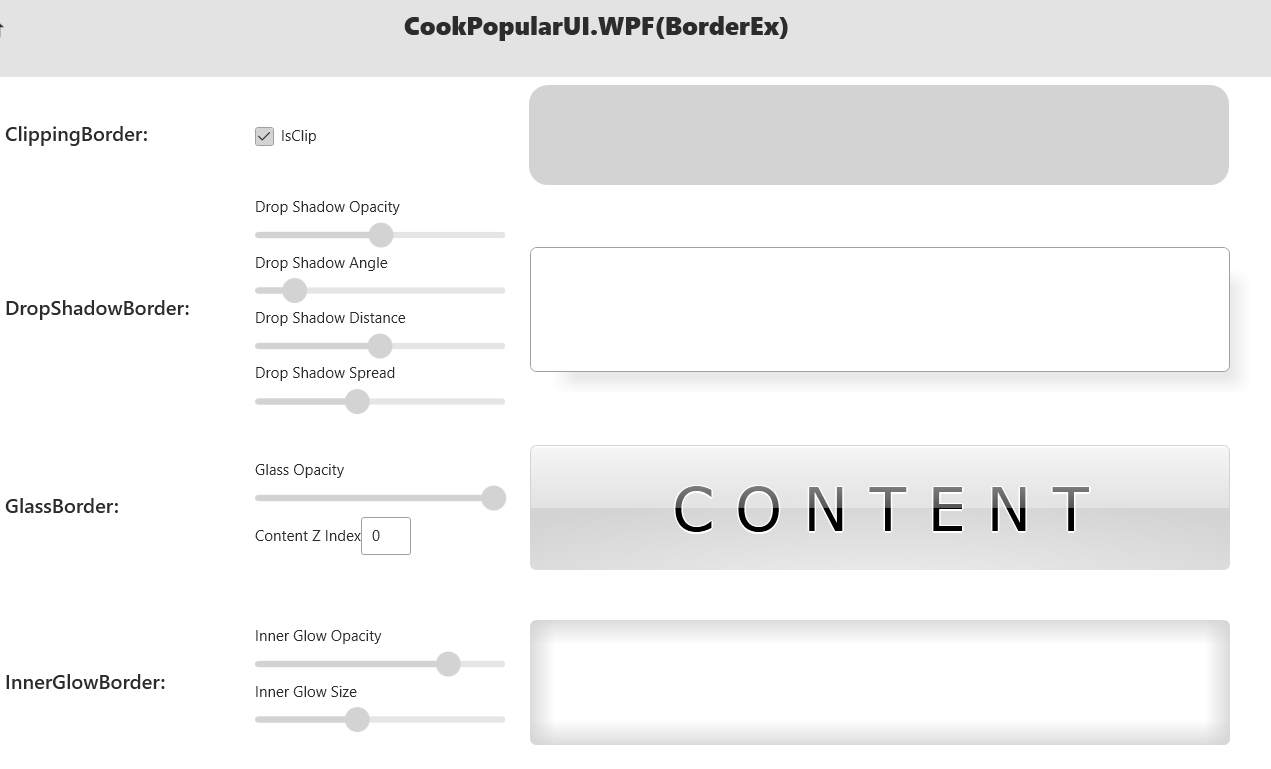 CookPopularUI.WPF(BorderEx)
ClippingBorder:
IsClip
DropShadowBorder:
Drop Shadow Opacity
Drop Shadow Angle
Drop Shadow Distance
Drop Shadow Spread
GlassBorder:
Glass Opacity
Content Z Index 0
CONTENT
InnerGlowBorder:
Inner Glow Opacity
Inner Glow Size